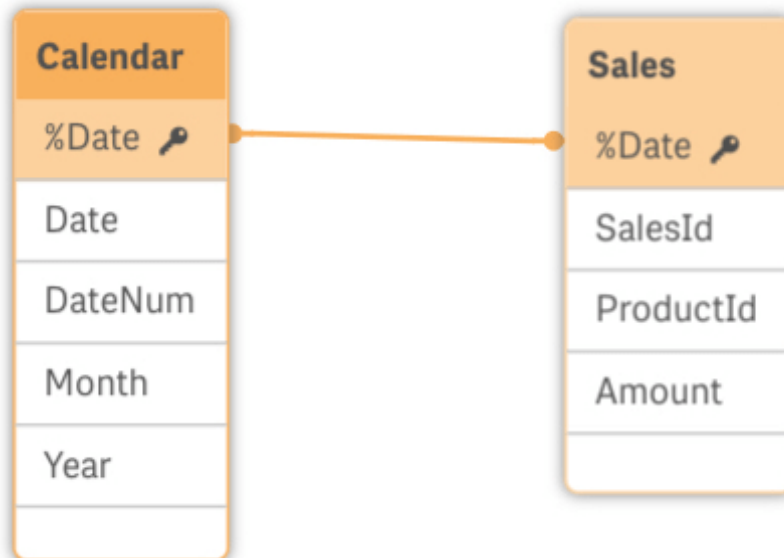 Calendar
%Date
Date
DateNum
Month
Year
Sales
%Date
SalesId
ProductId
Amount